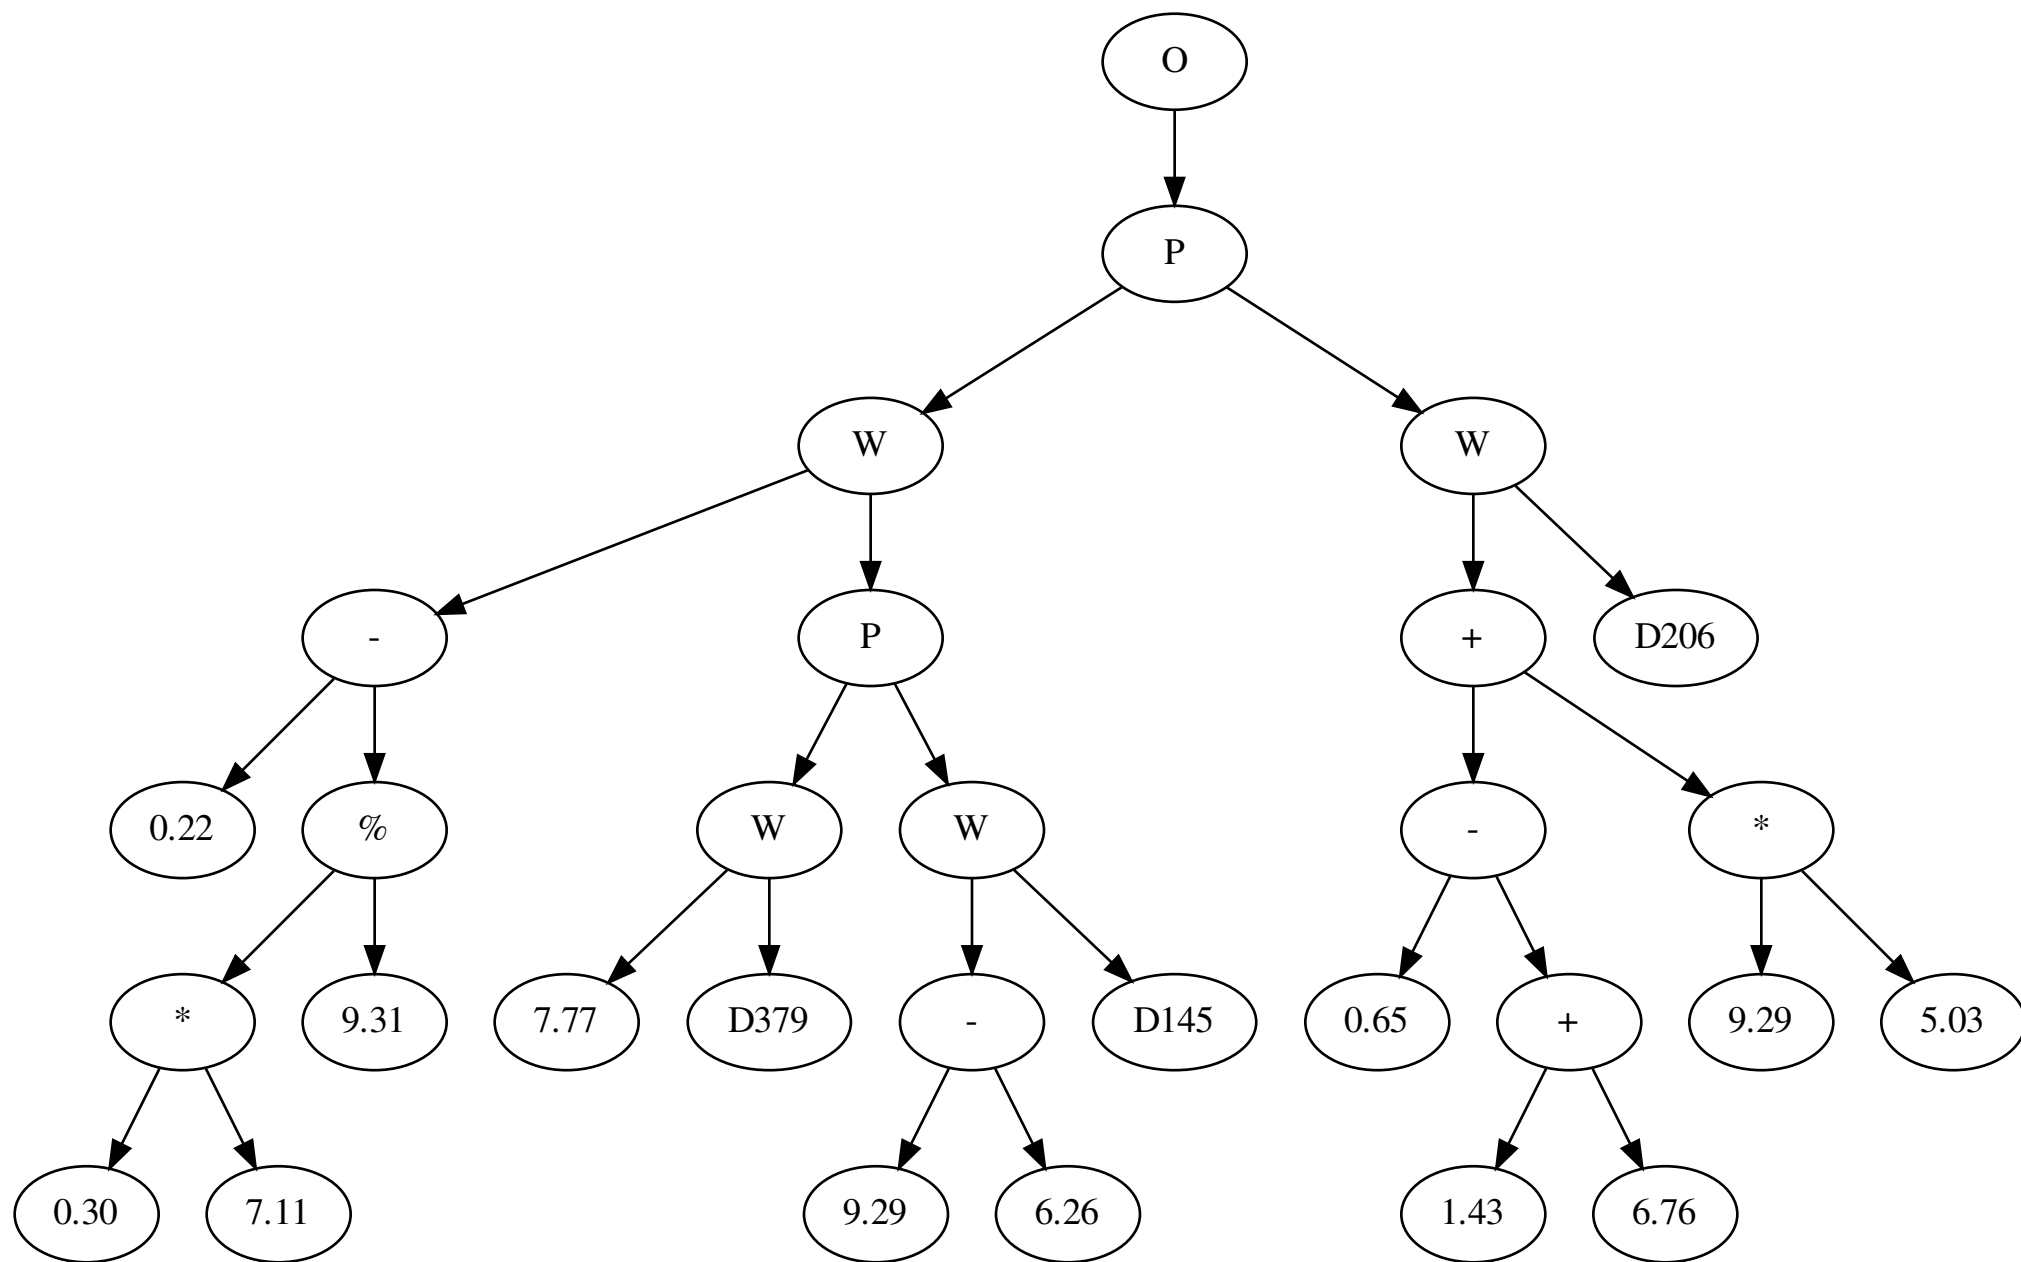 O
P
W W
- P + D206
0.22 % W W - *
* 9.31 7.77 D379 - D145 0.65 + 9.29 5.03
0.30 7.11 9.29 6.26 1.43 6.76